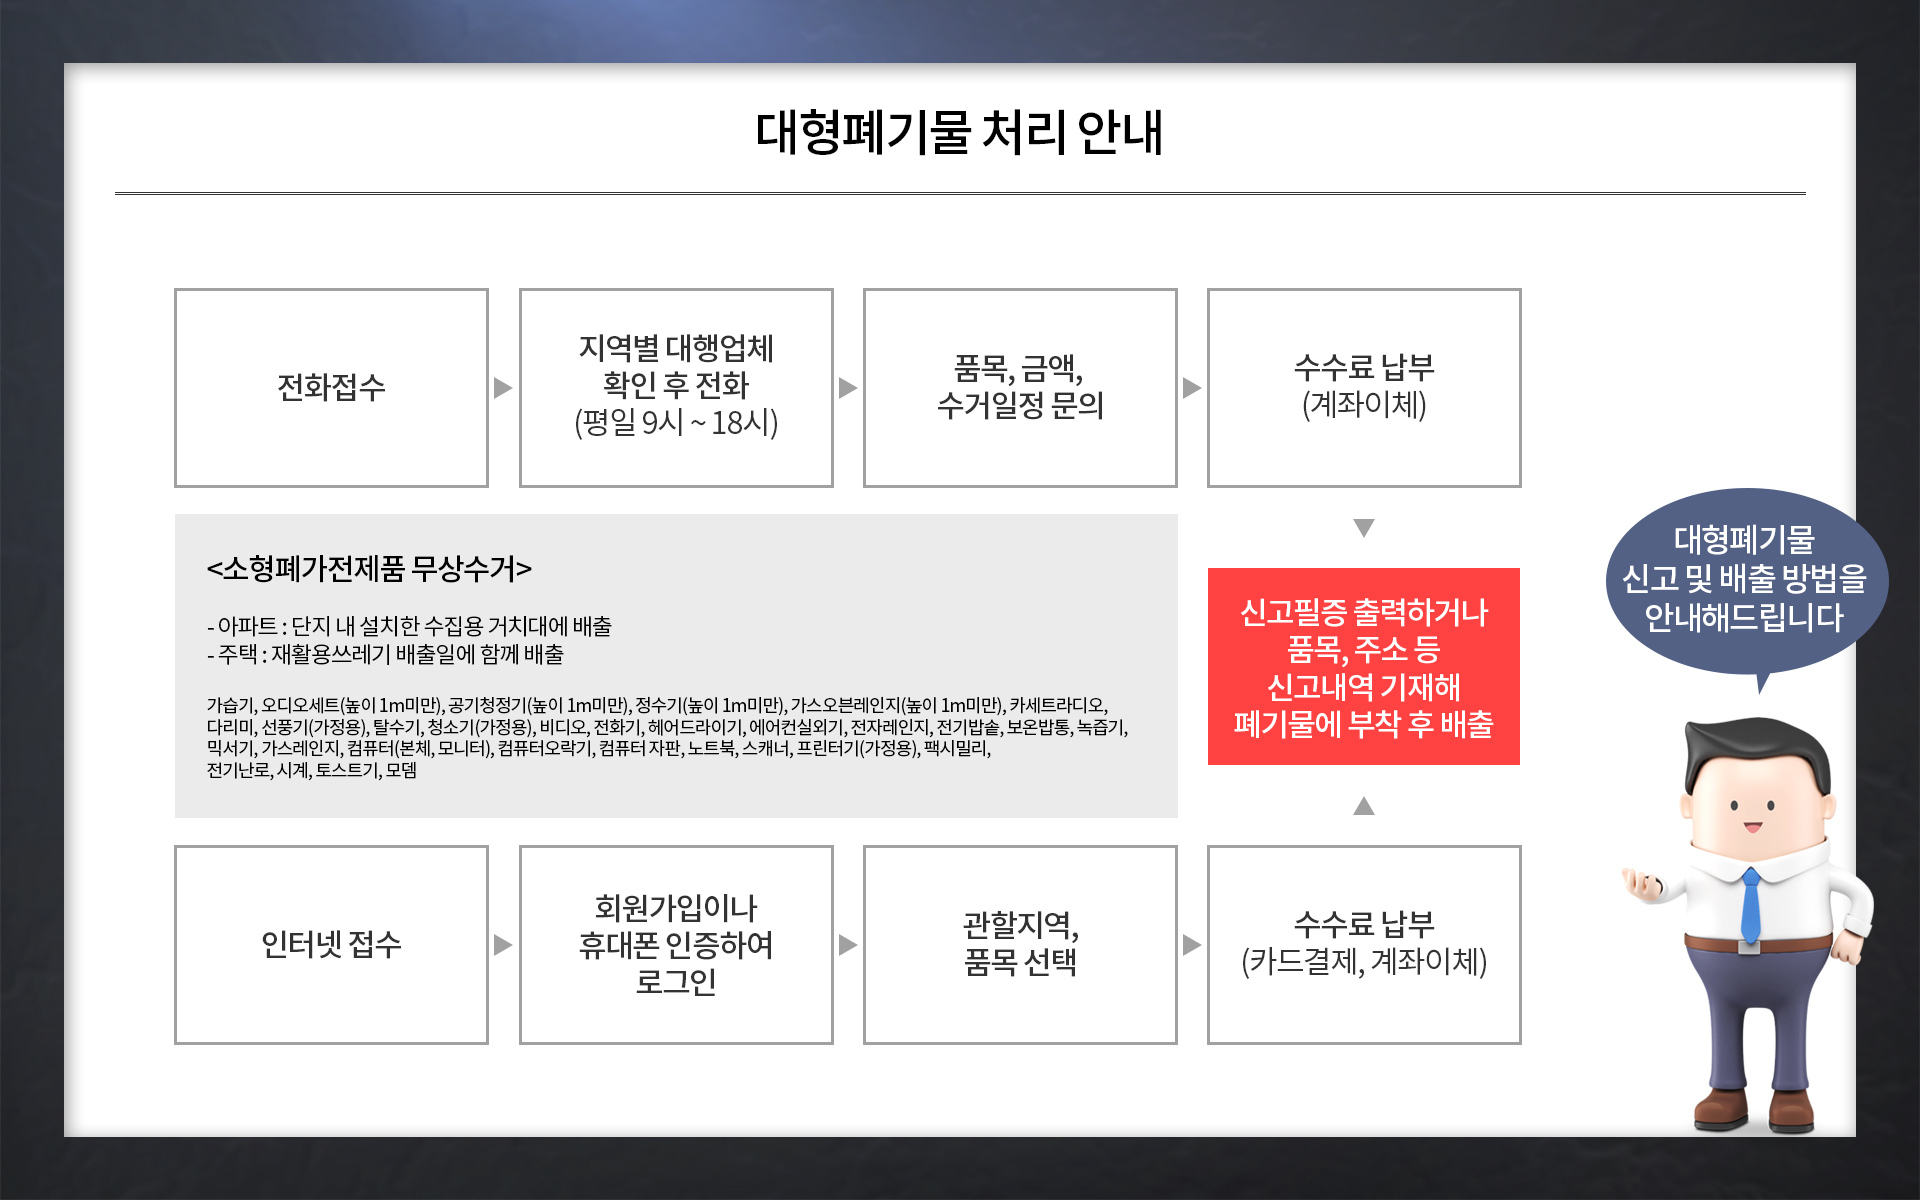 대형폐기물 처리 안내
전화접수
지역별 대행업체
확인 후 전화
(평일 9시 ~ 18시)
품목, 금액,
수거일정 문의
수수료 납부
(계좌이체)
<소형폐가전제품 무상수거>
- 아파트 : 단지 내 설치한 수집용 거치대에 배출
- 주택 : 재활용쓰레기 배출일에 함께 배출
가습기, 오디오세트(높이 1m미만), 공기청정기(높이 1m미만), 정수기(높이 1m미만), 가스오븐레인지(높이 1m미만), 카세트라디오,
다리미, 선풍기(가정용), 탈수기, 청소기(가정용), 비디오, 전화기, 헤어드라이기, 에어컨실외기, 전자레인지, 전기밥솥, 보온밥통, 녹즙기,
믹서기, 가스레인지, 컴퓨터(본체, 모니터), 컴퓨터오락기, 컴퓨터 자판, 노트북, 스캐너, 프린터기(가정용), 팩시밀리,
전기난로, 시계, 토스트기, 모뎀
신고필증 출력하거나
품목, 주소 등
신고내역 기재해
폐기물에 부착 후 배출
대형폐기물
신고 및 배출 방법을
안내해드립니다
인터넷 접수
회원가입이나
휴대폰 인증하여
로그인
관할지역,
품목 선택
수수료 납부
(카드결제, 계좌이체)